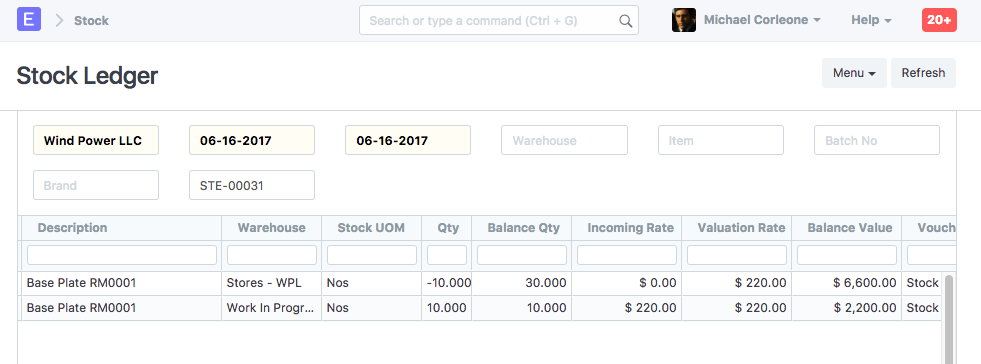 E Stock Search or type a command (Ctrl + G) Michael Corleone Help 20+
Stock Ledger Menu Refresh
Wind Power LLC 06-16-2017 06-16-2017 Warehouse Item Batch No
Brand STE-00031
Description Warehouse Stock UOM Qty Balance Qty Incoming Rate Valuation Rate Balance Value Vouch
Base Plate RM0001 Stores - WPL Nos -10.000 30.000 $ 0.00 $ 220.00 $ 6,600.00 Stock
Base Plate RM0001 Work In Progr... Nos 10.000 10.000 $ 220.00 $ 220.00 $ 2,200.00 Stock